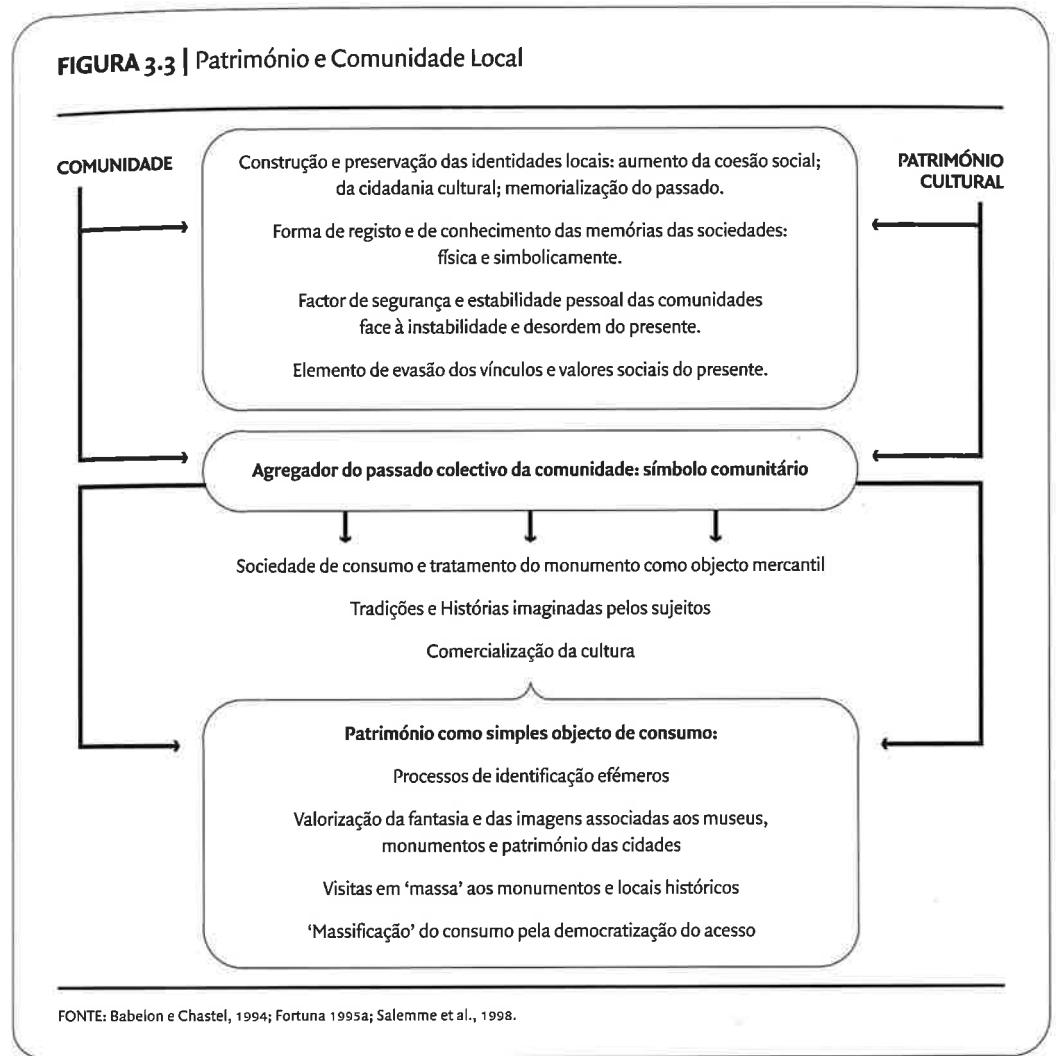 FIGURA 3.3 | Património e Comunidade Local
COMUNIDADE
PATRIMÓNIO
CULTURAL
Construção e preservação das identidades locais: aumento da coesão social;
da cidadania cultural; memorialização do passado.
Forma de registo e de conhecimento das memórias das sociedades:
física e simbolicamente.
Factor de segurança e estabilidade pessoal das comunidades
face à instabilidade e desordem do presente.
Elemento de evasão dos vínculos e valores sociais do presente.
Agregador do passado colectivo da comunidade: símbolo comunitário
Sociedade de consumo e tratamento do monumento como objecto mercantil
Tradições e Histórias imaginadas pelos sujeitos
Comercialização da cultura
Património como simples objecto de consumo:
Processos de identificação efémeros
Valorização da fantasia e das imagens associadas aos museus,
monumentos e património das cidades
Visitas em ‘massa’ aos monumentos e locais históricos
‘Massificação’ do consumo pela democratização do acesso
FONTE: Babelon e Chastel, 1994; Fortuna 1995a; Salemme et al., 1998.